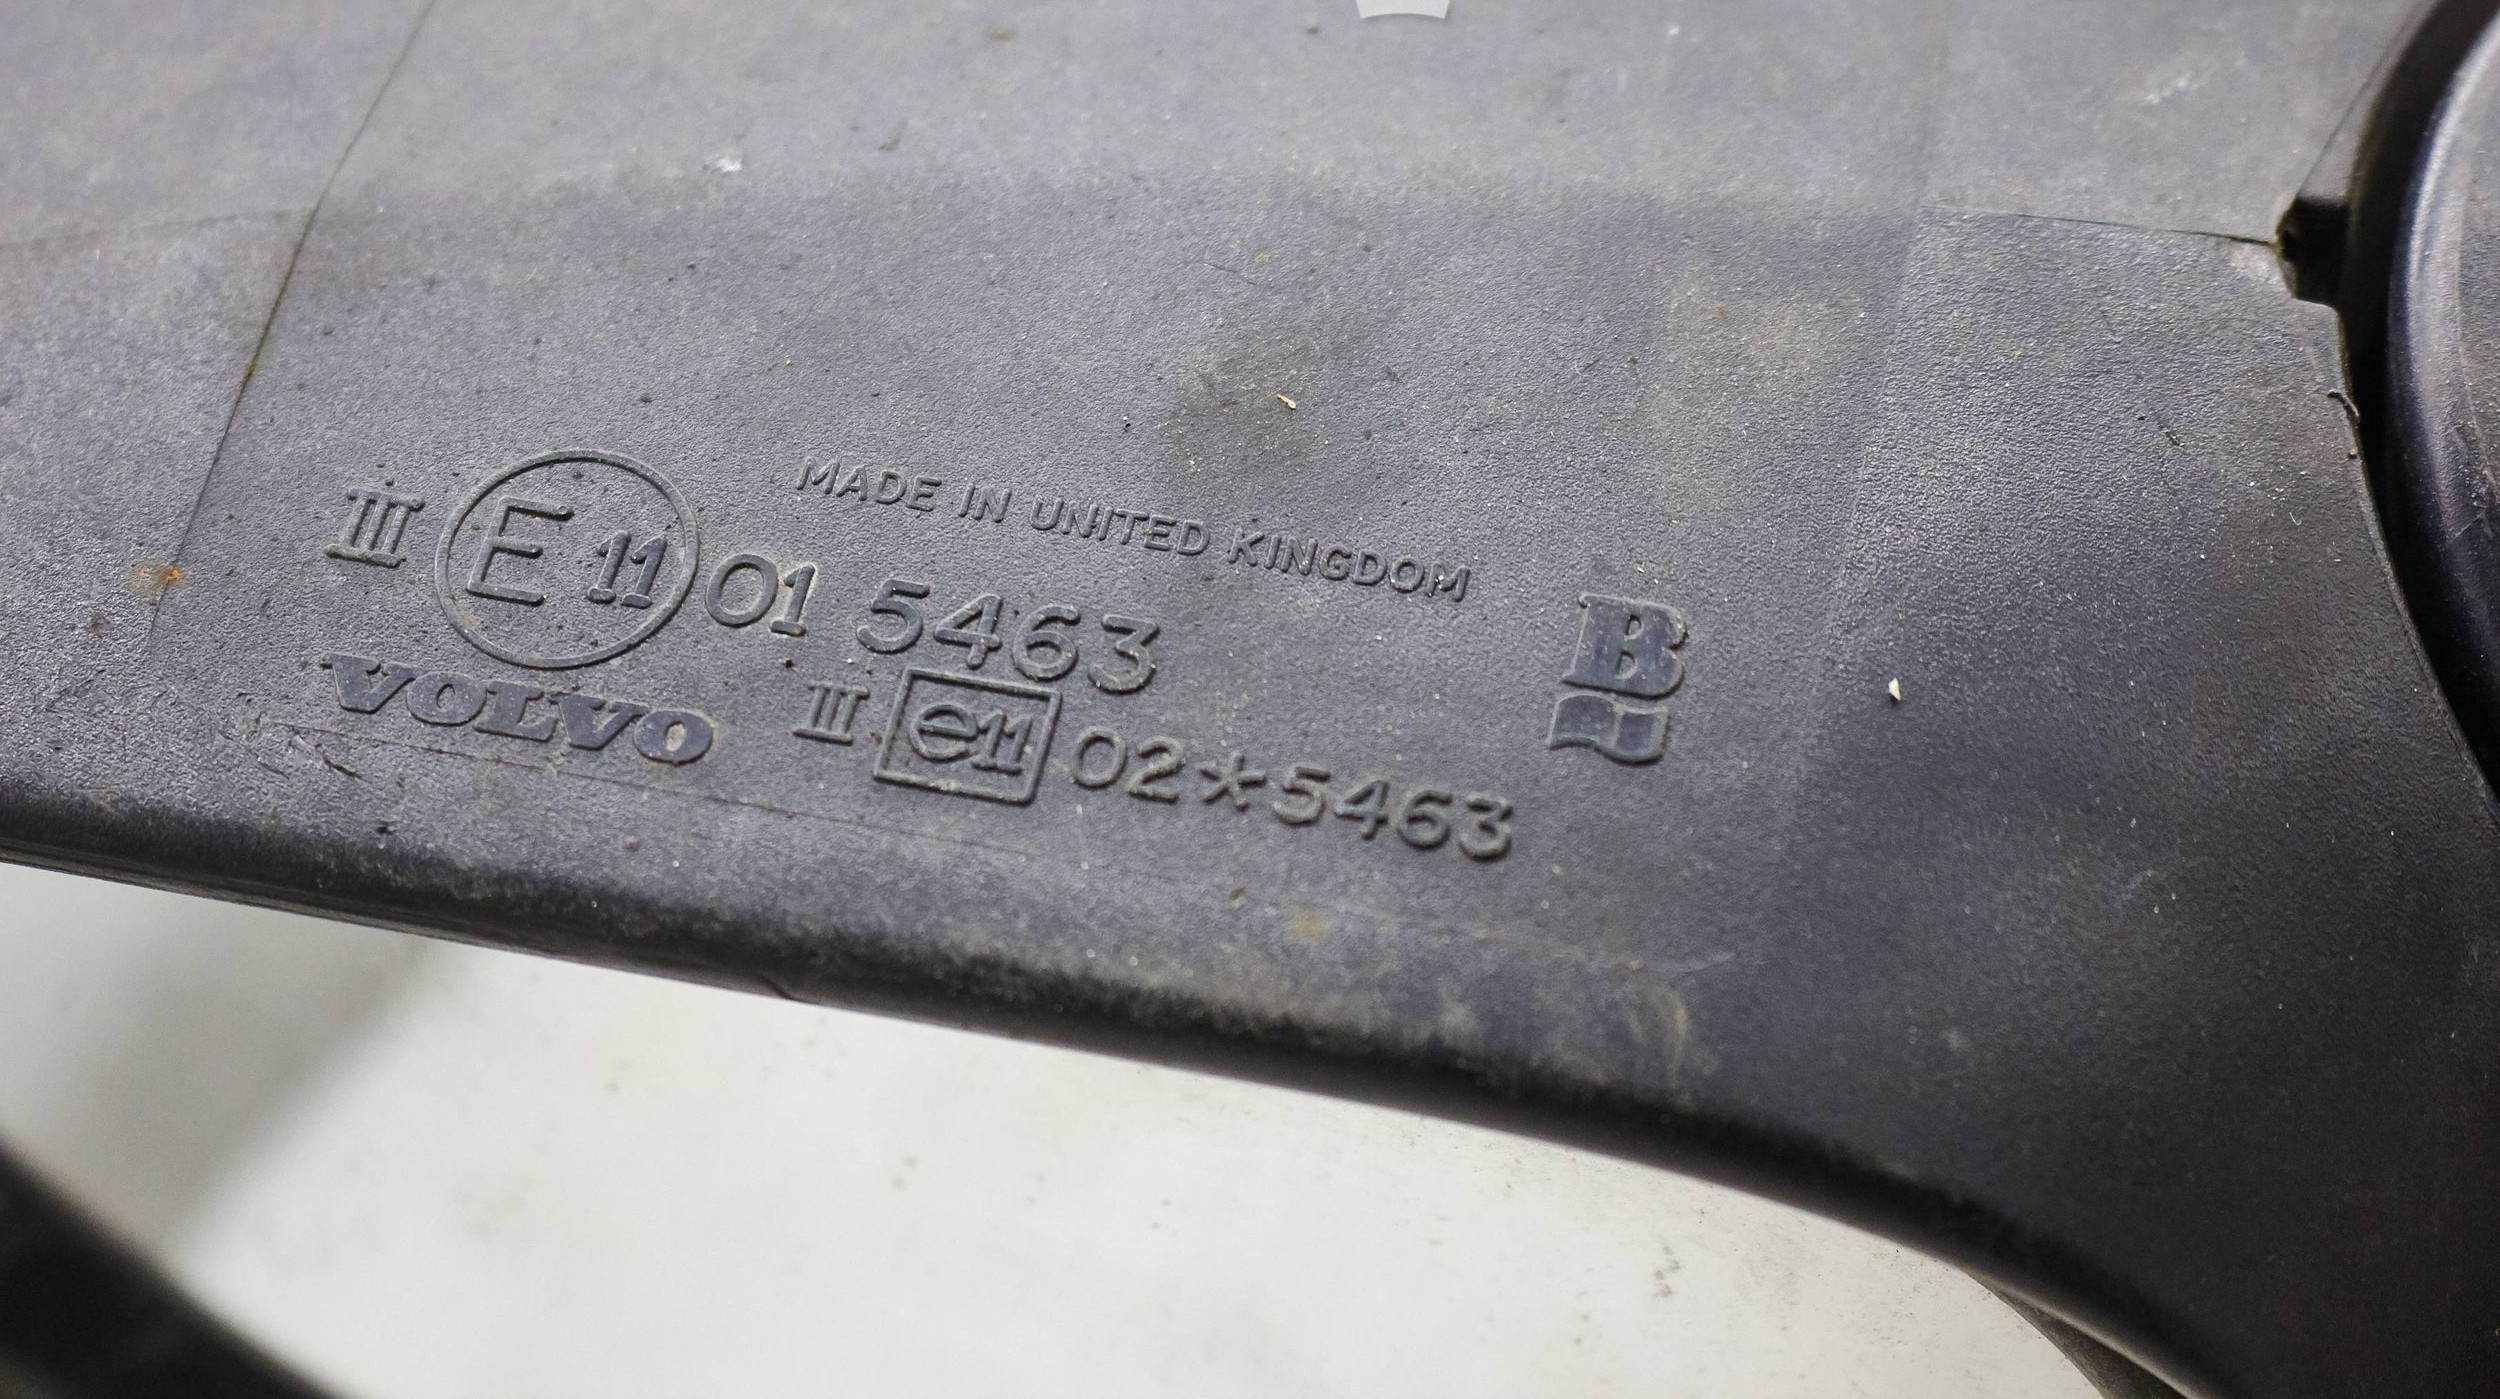 MADE IN UNITED KINGDOM
III E 11 01 5463
B
VOLVO
III e11 02*5463